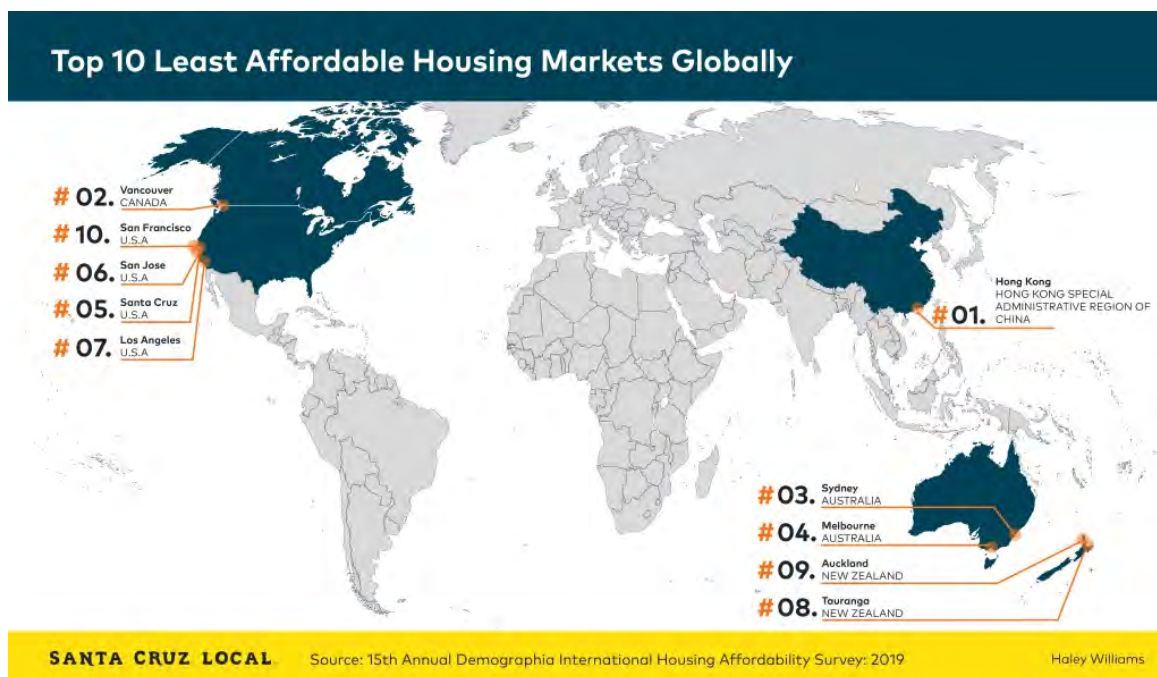 Top 10 Least Affordable Housing Markets Globally
# 02. Vancouver
CANADA
# 10. San Francisco
U.S.A
# 06. San Jose
U.S.A
# 05. Santa Cruz
U.S.A
# 07. Los Angeles
U.S.A
#01. Hong Kong
HONG KONG SPECIAL
ADMINISTRATIVE REGION OF
CHINA
#03. Sydney
AUSTRALIA
#04. Melbourne
AUSTRALIA
#09. Auckland
NEW ZEALAND
#08. Tauranga
NEW ZEALAND
SANTA CRUZ LOCAL
Source: 15th Annual Demographia International Housing Affordability Survey: 2019
Haley Williams